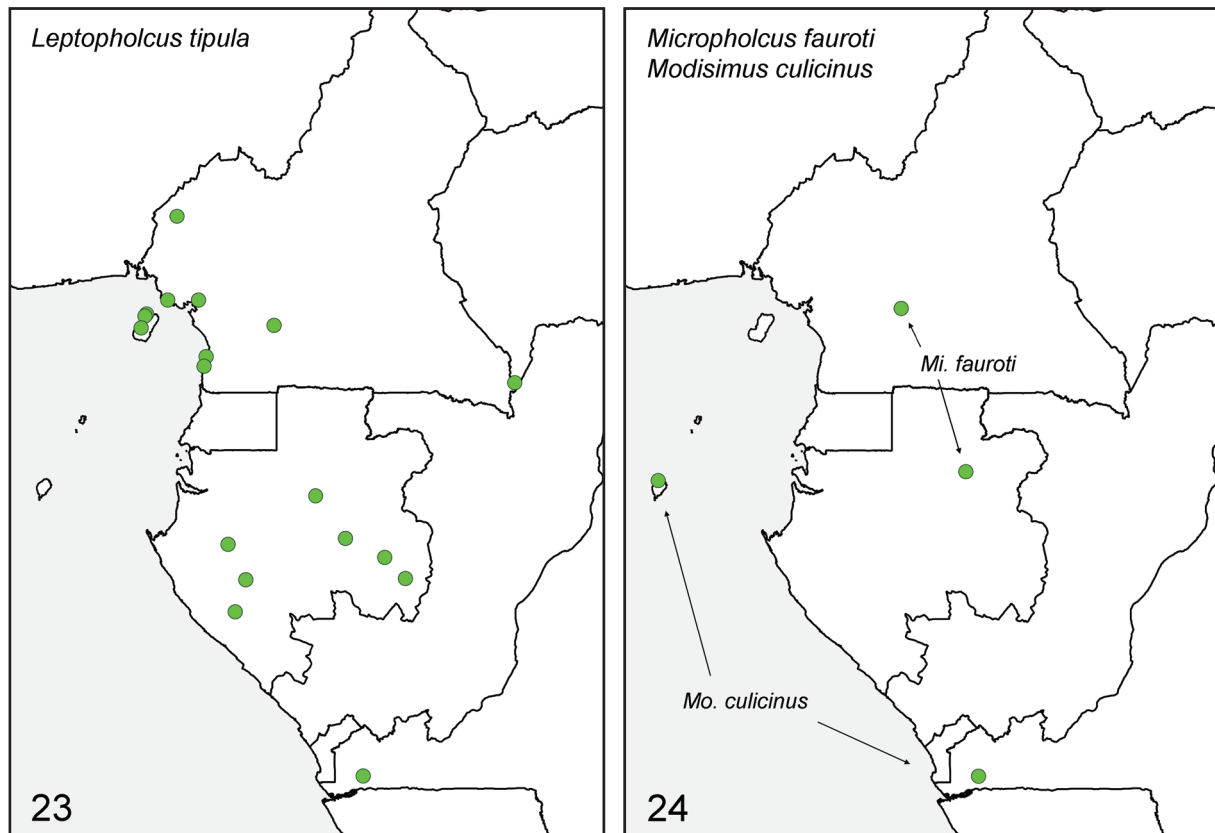 Leptopholcus tipula
23
Micropholcus fauroti
Modisimus culicinus
Mi. fauroti
Mo. culicinus
24